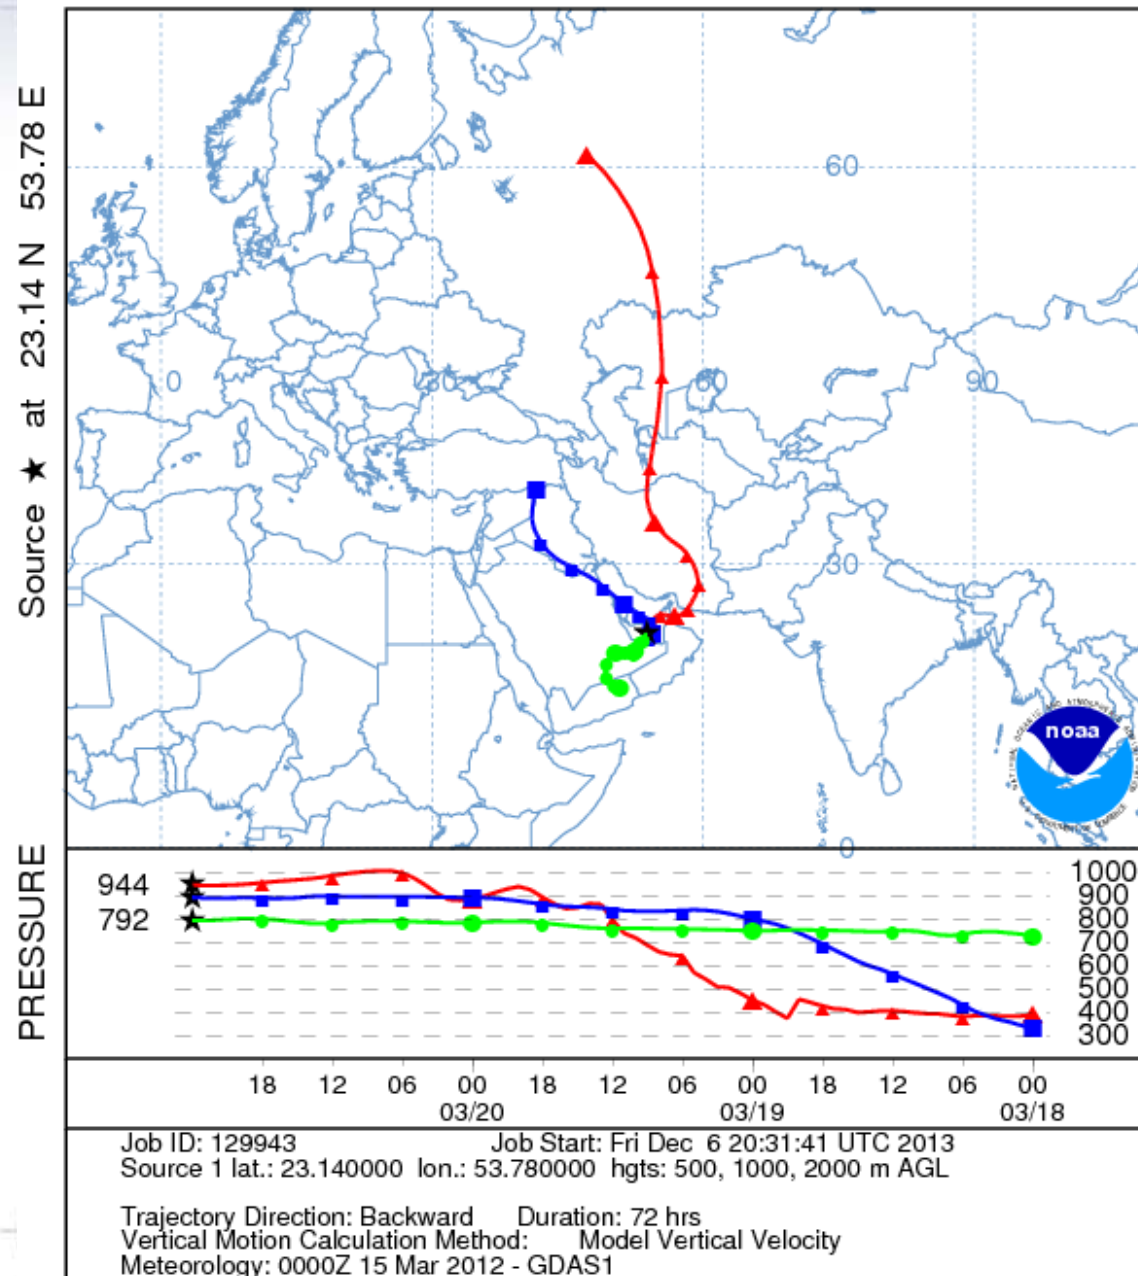 Source ★ at 23.14 N 53.78 E
60
0
30
60
90
30
noaa
0
PRESSURE
944
792
1000
900
800
700
600
500
400
300
18 12 06 00 18 12 06 00 18 12 06 00
03/20 03/19 03/18
Job ID: 129943 Job Start: Fri Dec 6 20:31:41 UTC 2013
Source 1 lat.: 23.140000 lon.: 53.780000 hgts: 500, 1000, 2000 m AGL
Trajectory Direction: Backward Duration: 72 hrs
Vertical Motion Calculation Method: Model Vertical Velocity
Meteorology: 0000Z 15 Mar 2012 - GDAS1